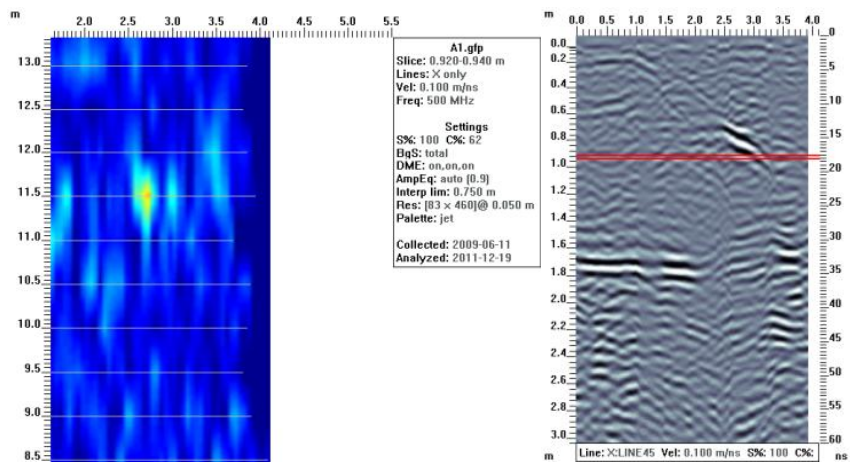 m
2.0 2.5 3.0 3.5 4.0 4.5 5.0 5.5
13.0
12.5
12.0
11.5
11.0
10.5
10.0
9.5
9.0
8.5
A1.gfp
Slice: 0.920-0.940 m
Lines: X only
Vel: 0.100 m/ns
Freq: 500 MHz
Settings
S%: 100 C%: 62
BgS: total
DME: on,on,on
AmpEq: auto (0.9)
Interp lim: 0.750 m
Res: [83 x 460]@ 0.050 m
Palette: jet
Collected: 2009-06-11
Analyzed: 2011-12-19
m
0.0 0.5 1.0 1.5 2.0 2.5 3.0 3.5 4.0
0.0
0.2
0.4
0.6
0.8
1.0
1.2
1.4
1.6
1.8
2.0
2.2
2.4
2.6
2.8
3.0
m
0
5
10
15
20
25
30
35
40
45
50
55
60
ns
Line: X:LINE45 Vel: 0.100 m/ns S%: 100 C%: